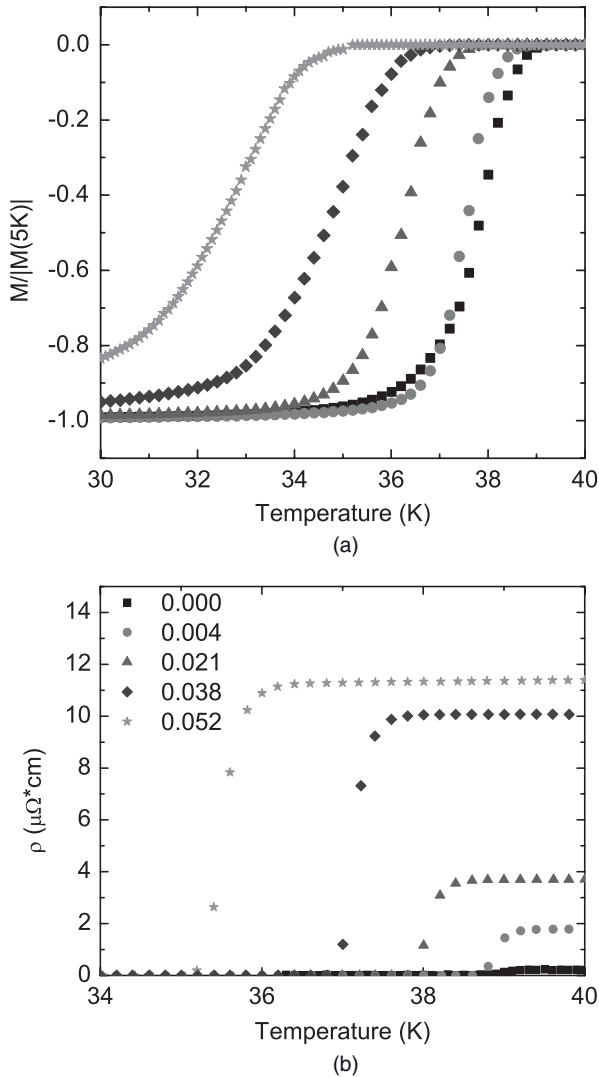 0.0
-0.2
-0.4
-0.6
-0.8
-1.0
M/|M(5K)|
30 32 34 36 38 40
Temperature (K)
(a)
0.000
0.004
0.021
0.038
0.052
14
12
10
8
6
4
2
0
ρ (μΩ*cm)
34 36 38 40
Temperature (K)
(b)